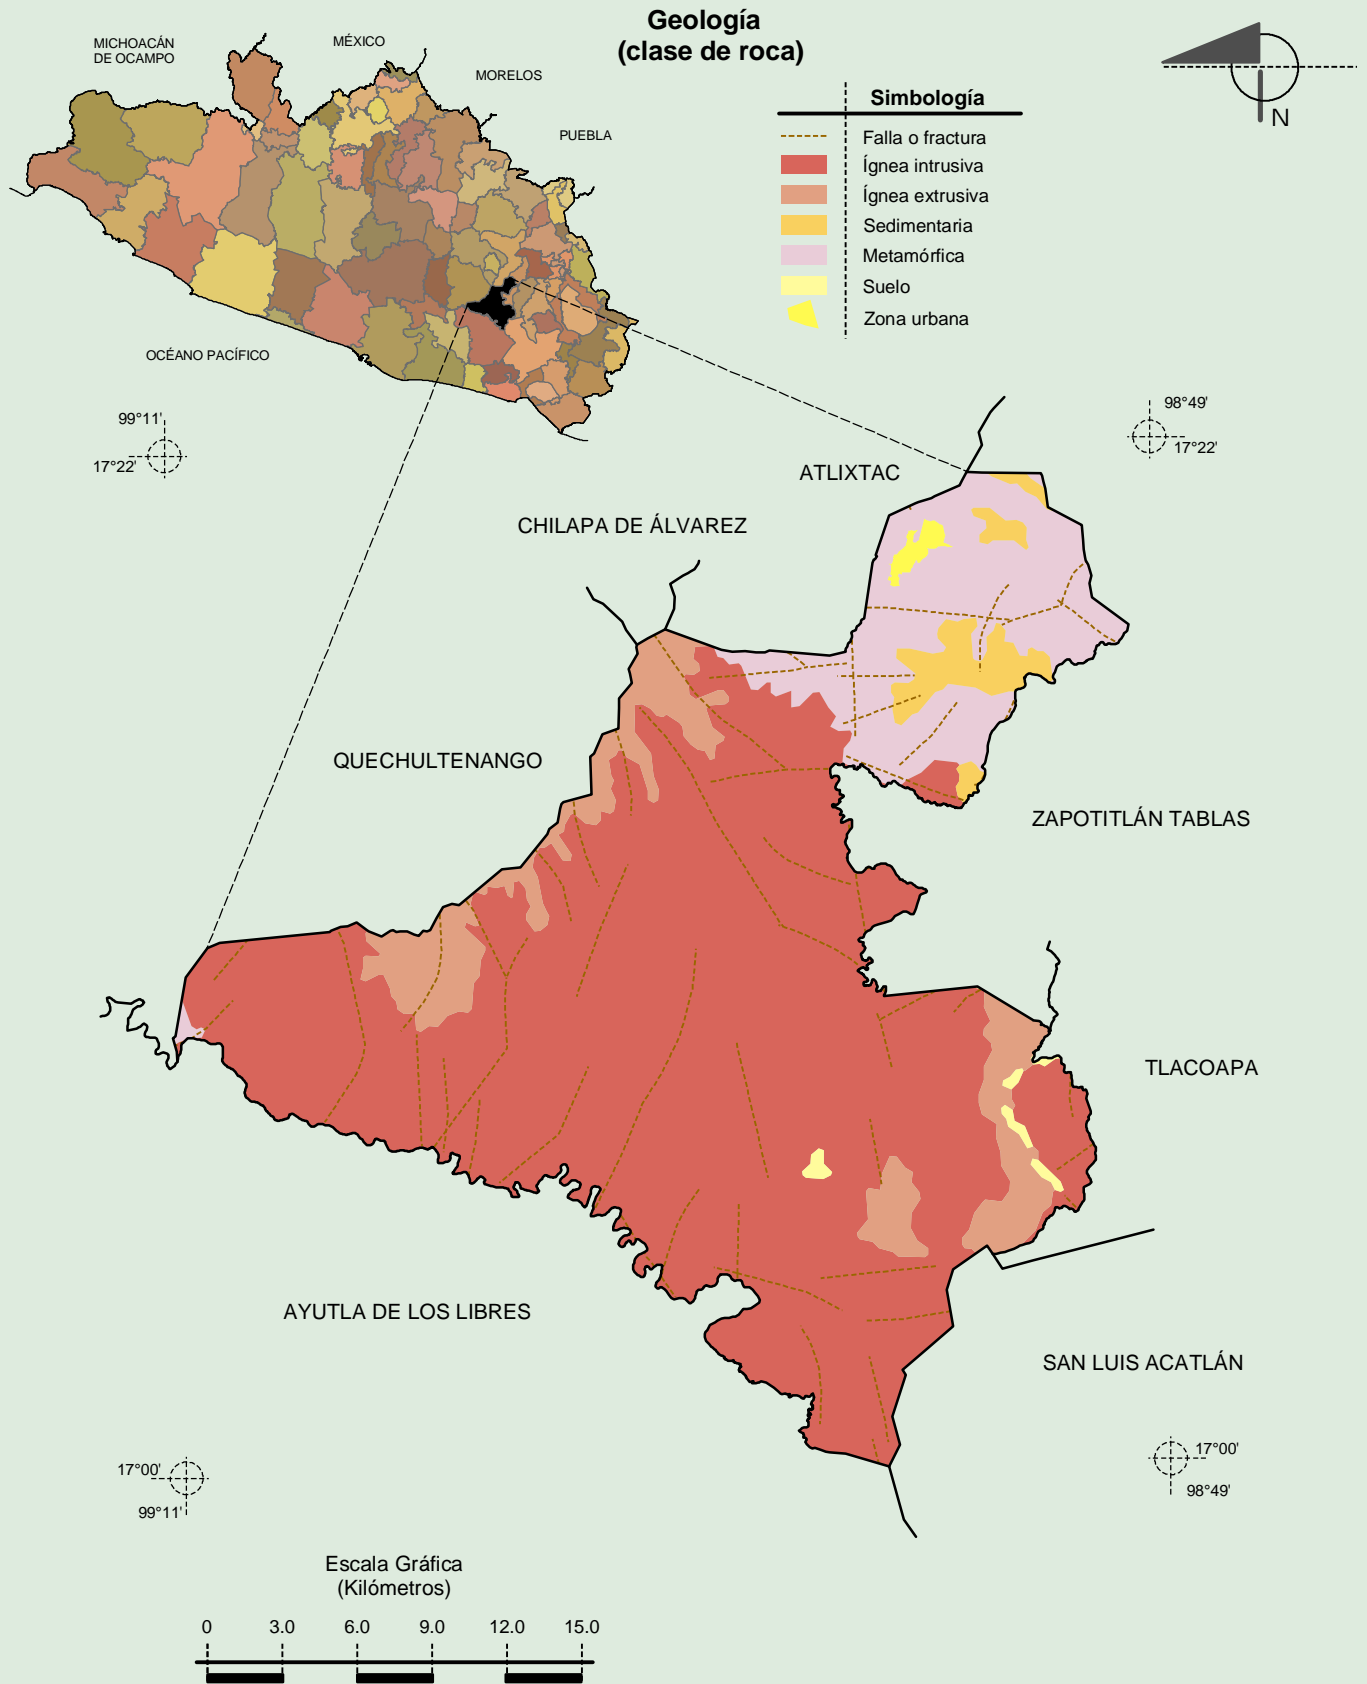 Geología
(clase de roca)
MICHOACÁN
DE OCAMPO
MÉXICO
MORELOS
PUEBLA
OCÉANO PACÍFICO
N
Simbología
Falla o fractura
Ígnea intrusiva
Ígnea extrusiva
Sedimentaria
Metamórfica
Suelo
Zona urbana
99°11'
17°22'
98°49'
17°22'
ATLIXTAC
CHILAPA DE ÁLVAREZ
QUECHULTENANGO
ZAPOTITLÁN TABLAS
TLACOAPA
AYUTLA DE LOS LIBRES
SAN LUIS ACATLÁN
17°00'
99°11'
17°00'
98°49'
Escala Gráfica
(Kilómetros)
0 3.0 6.0 9.0 12.0 15.0